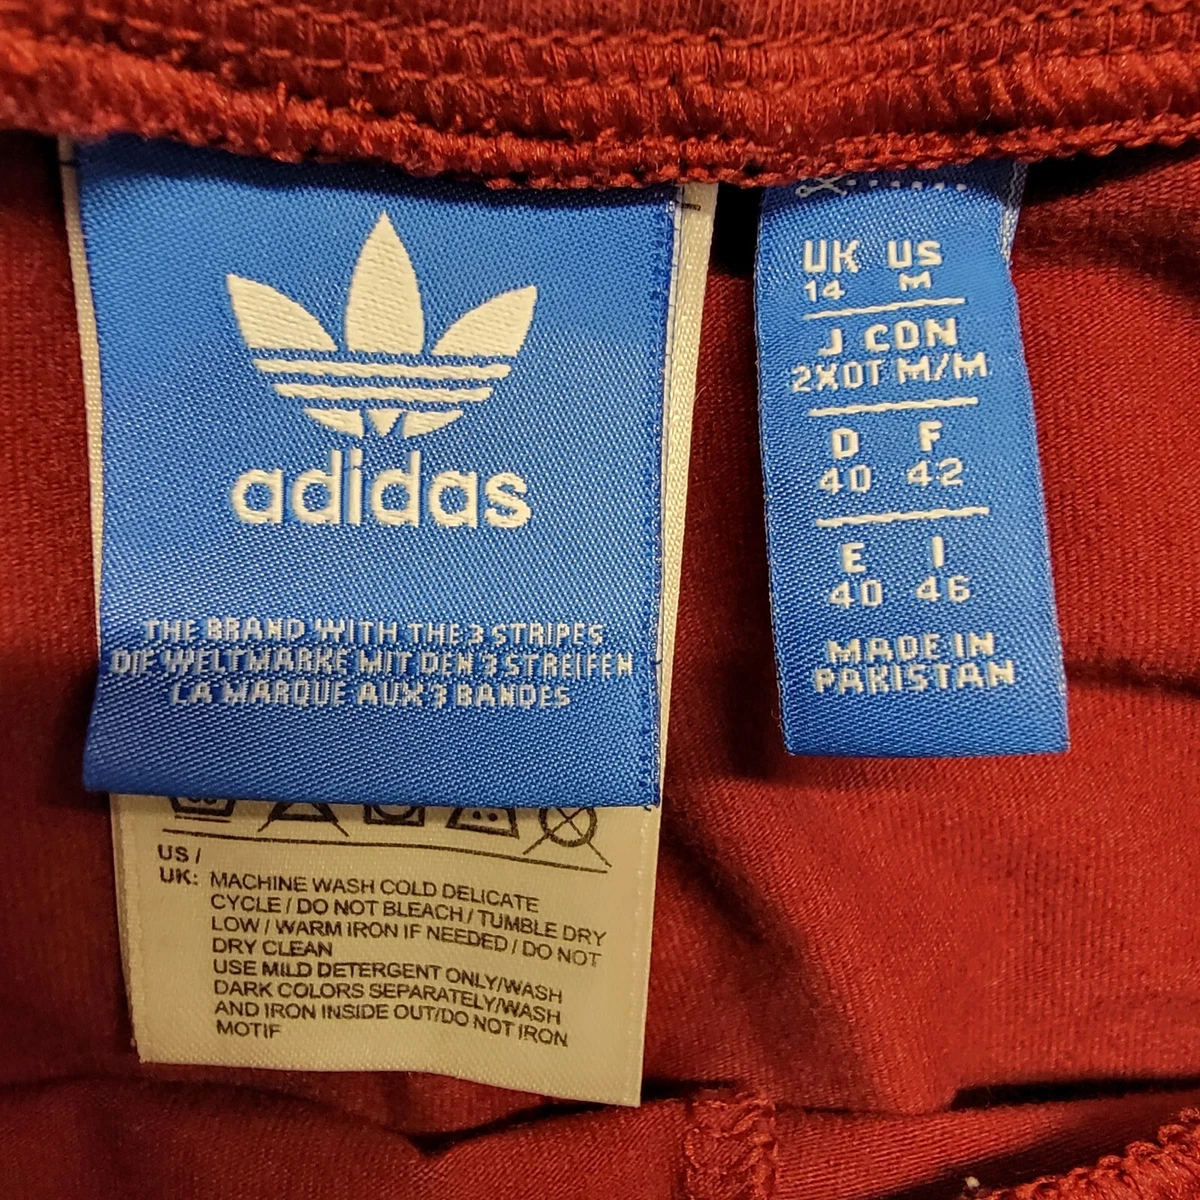 adidas
THE BRAND WITH THE 3 STRIPES
DIE WELTMARKE MIT DEN 3 STREIFEN
LA MARQUE AUX 3 BANDES
US /
UK: MACHINE WASH COLD DELICATE
CYCLE / DO NOT BLEACH / TUMBLE DRY
LOW / WARM IRON IF NEEDED / DO NOT
DRY CLEAN
USE MILD DETERGENT ONLY/WASH
DARK COLORS SEPARATELY/WASH
AND IRON INSIDE OUT/DO NOT IRON
MOTIF
UK US
14 M
J CDN
2XOT M/M
D F
40 42
E I
40 46
MADE IN
PAKISTAN